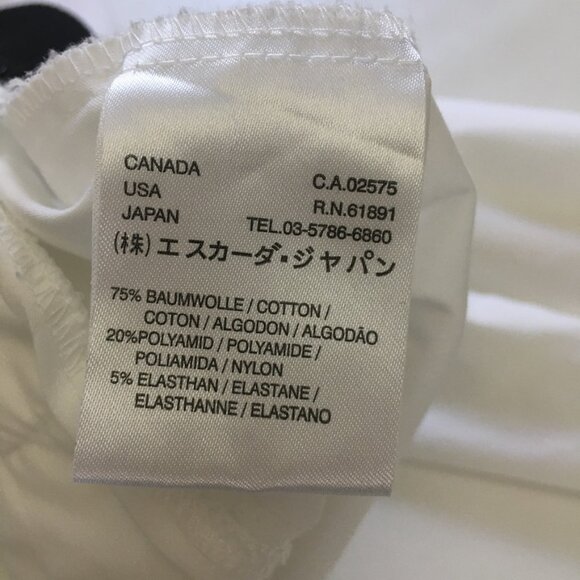 CANADA C.A.02575
USA R.N.61891
JAPAN TEL.03-5786-6860
(株)エスカーダ・ジャパン
75% BAUMWOLLE / COTTON /
COTON / ALGODON / ALGODÃO
20%POLYAMID / POLYAMIDE /
POLIAMIDA / NYLON
5% ELASTHAN / ELASTANE /
ELASTHANNE / ELASTANO